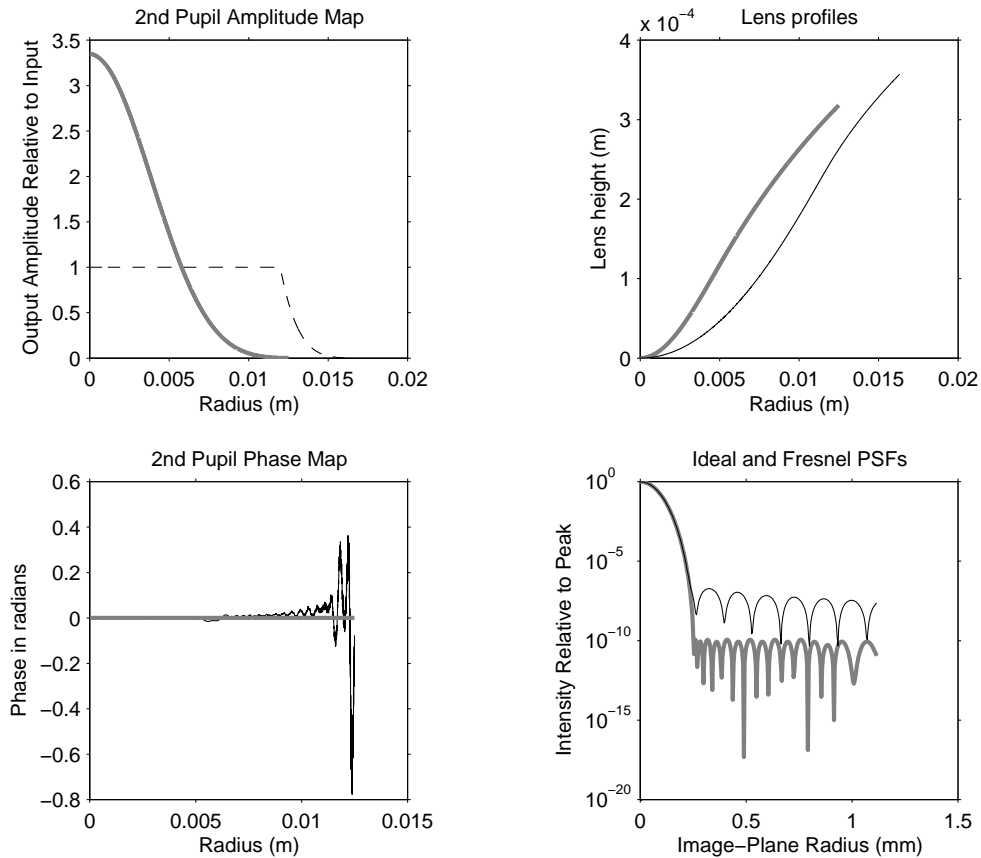 2nd Pupil Amplitude Map
3.5
3
2.5
2
1.5
1
0.5
0
Output Amplitude Relative to Input
0 0.005 0.01 0.015 0.02
Radius (m)
Lens profiles
x 10−4
4
3
2
1
0
Lens height (m)
0 0.005 0.01 0.015 0.02
Radius (m)
2nd Pupil Phase Map
0.6
0.4
0.2
0
−0.2
−0.4
−0.6
−0.8
Phase in radians
0 0.005 0.01 0.015
Radius (m)
Ideal and Fresnel PSFs
10^0
10^−5
10^−10
10^−15
10^−20
Intensity Relative to Peak
0 0.5 1 1.5
Image−Plane Radius (mm)